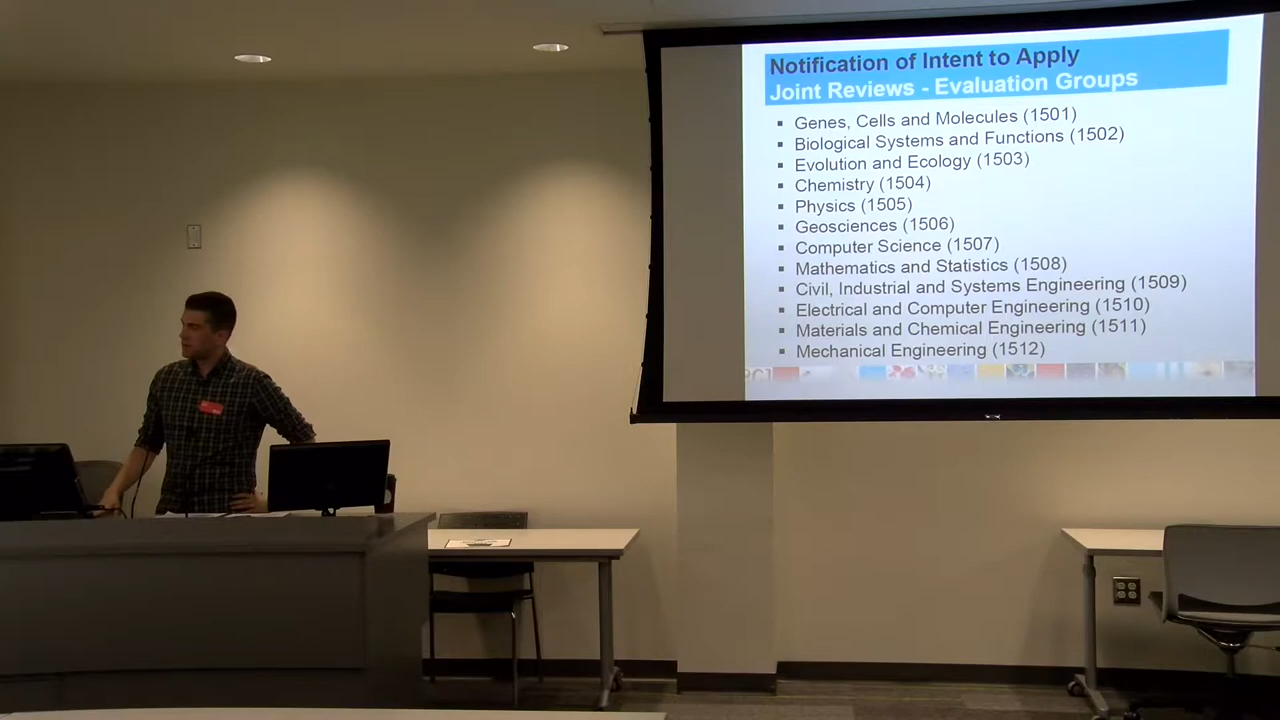 Notification of Intent to Apply
Joint Reviews - Evaluation Groups
▪ Genes, Cells and Molecules (1501)
▪ Biological Systems and Functions (1502)
▪ Evolution and Ecology (1503)
▪ Chemistry (1504)
▪ Physics (1505)
▪ Geosciences (1506)
▪ Computer Science (1507)
▪ Mathematics and Statistics (1508)
▪ Civil, Industrial and Systems Engineering (1509)
▪ Electrical and Computer Engineering (1510)
▪ Materials and Chemical Engineering (1511)
▪ Mechanical Engineering (1512)